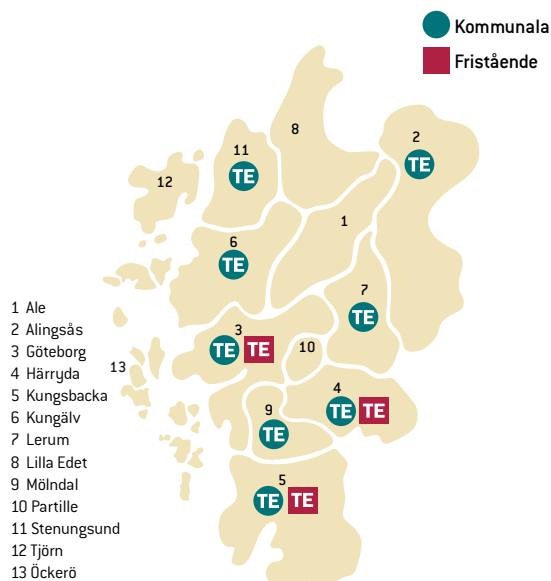 Kommunala
Fristående
8
2
11
TE
TE
12
1
6
TE
7
TE
3
TE TE
10
13
4
TE TE
9
TE
5
TE TE
1 Ale
2 Alingsås
3 Göteborg
4 Härryda
5 Kungsbacka
6 Kungälv
7 Lerum
8 Lilla Edet
9 Mölndal
10 Partille
11 Stenungsund
12 Tjörn
13 Öckerö